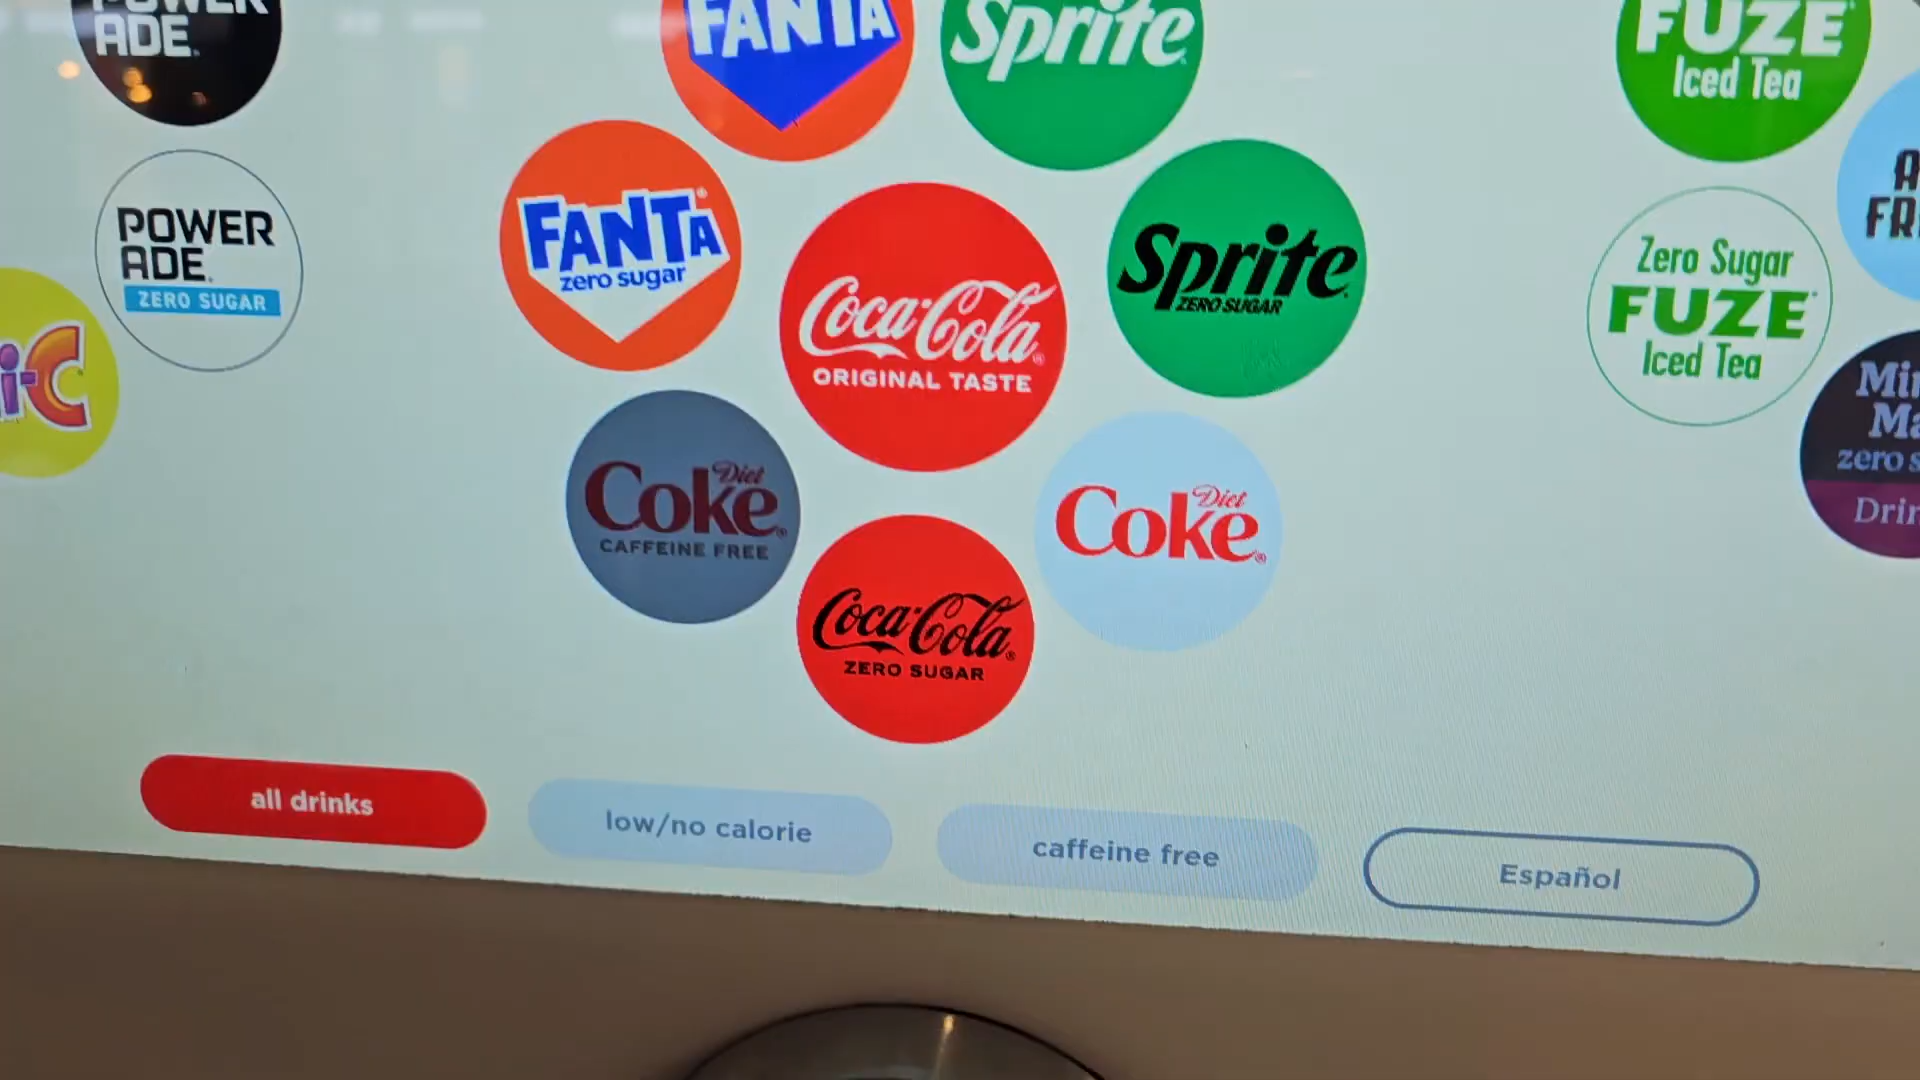 POWER
ADE
FANTA
Sprite
FUZE
Iced Tea
POWER
ADE
ZERO SUGAR
FANTA
zero sugar
Coca-Cola
ORIGINAL TASTE
Sprite
ZERO SUGAR
Zero Sugar
FUZE
Iced Tea
Diet
Coke
CAFFEINE FREE
Diet
Coke
Coca-Cola
ZERO SUGAR
zero
all drinks
low/no calorie
caffeine free
Español